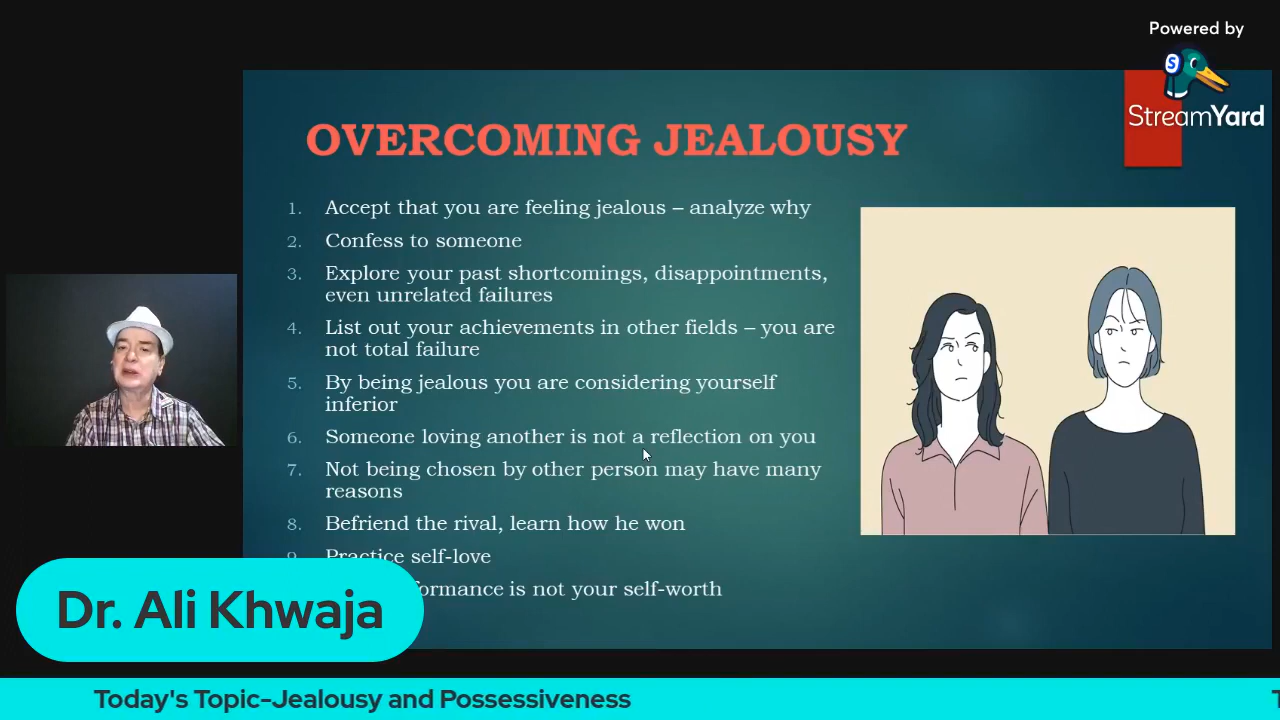 Powered by
StreamYard
OVERCOMING JEALOUSY
1. Accept that you are feeling jealous – analyze why
2. Confess to someone
3. Explore your past shortcomings, disappointments,
even unrelated failures
4. List out your achievements in other fields – you are
not total failure
5. By being jealous you are considering yourself
inferior
6. Someone loving another is not a reflection on you
7. Not being chosen by other person may have many
reasons
8. Befriend the rival, learn how he won
9. Practice self-love
formance is not your self-worth
Dr. Ali Khwaja
Today's Topic-Jealousy and Possessiveness